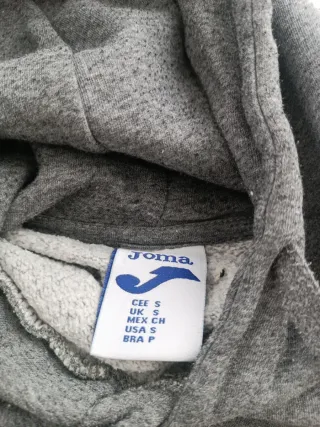 Joma
CEE S
UK S
MEX CH
USA S
BRA P